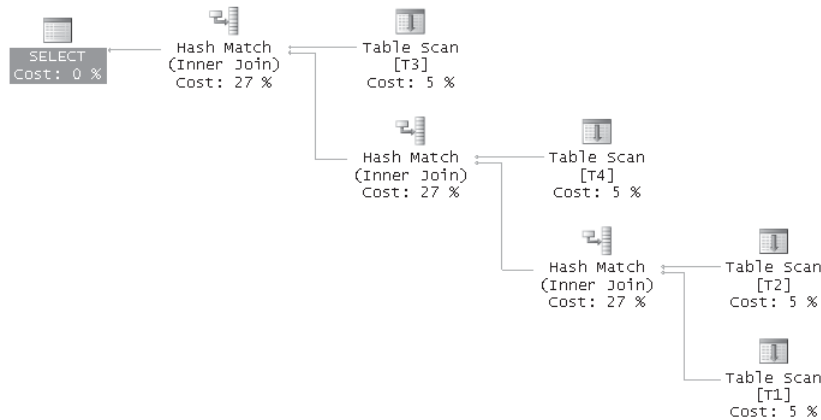 SELECT
Cost: 0 %
Hash Match
(Inner Join)
Cost: 27 %
Table Scan
[T3]
Cost: 5 %
Hash Match
(Inner Join)
Cost: 27 %
Table Scan
[T4]
Cost: 5 %
Hash Match
(Inner Join)
Cost: 27 %
Table Scan
[T2]
Cost: 5 %
Table Scan
[T1]
Cost: 5 %